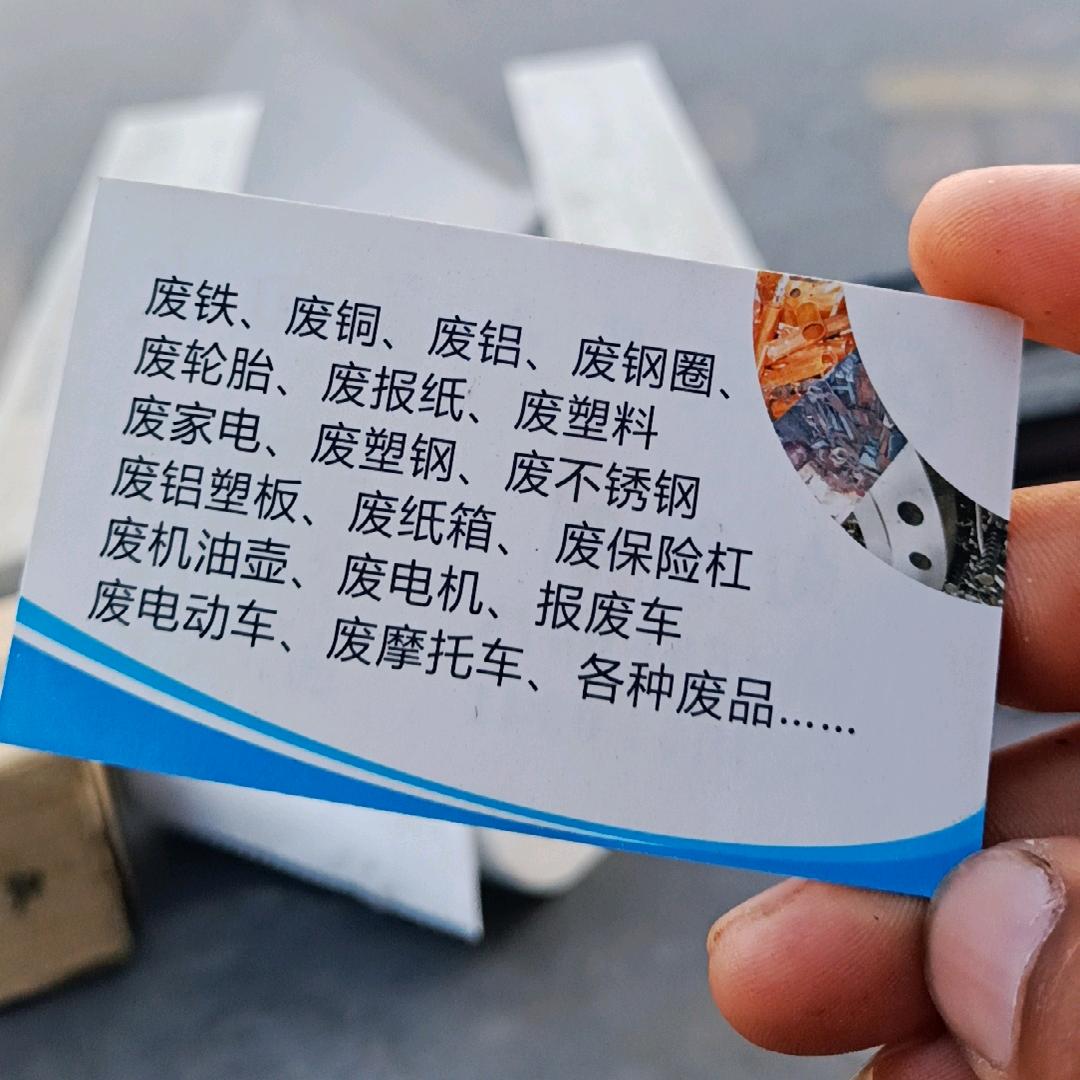 废铁、废铜、废铝、废钢圈、
废轮胎、废报纸、废塑料
废家电、废塑钢、废不锈钢
废铝塑板、废纸箱、废保险杠
废机油壶、废电机、报废车
废电动车、废摩托车、各种废品……